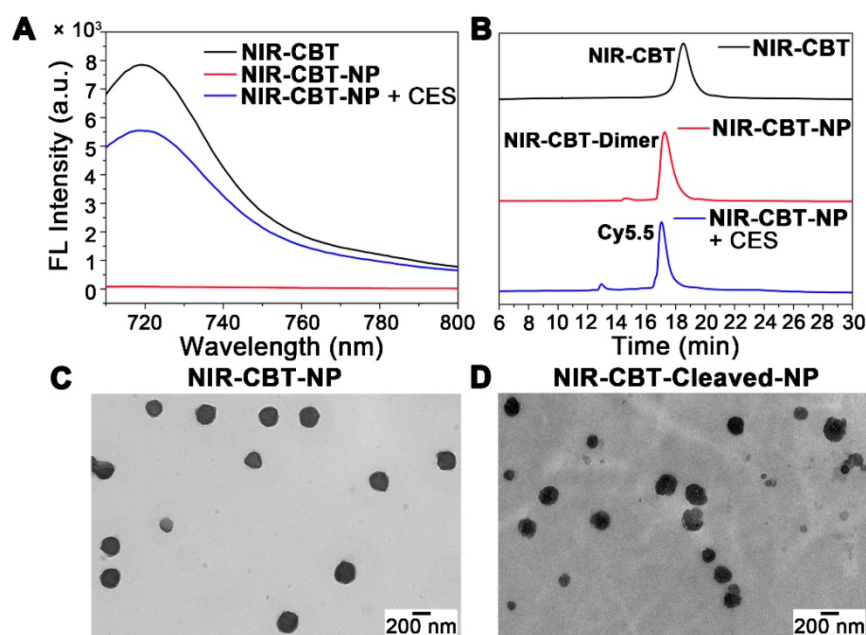 A
× 10³
FL Intensity (a.u.)
8
7
6
5
4
3
2
1
0
NIR-CBT
NIR-CBT-NP
NIR-CBT-NP + CES
720 740 760 780 800
Wavelength (nm)
B
NIR-CBT
NIR-CBT
NIR-CBT-Dimer
NIR-CBT-NP
Cy5.5
NIR-CBT-NP
+ CES
6 8 10 12 14 16 18 20 22 24 26 28 30
Time (min)
C
NIR-CBT-NP
200 nm
D
NIR-CBT-Cleaved-NP
200 nm